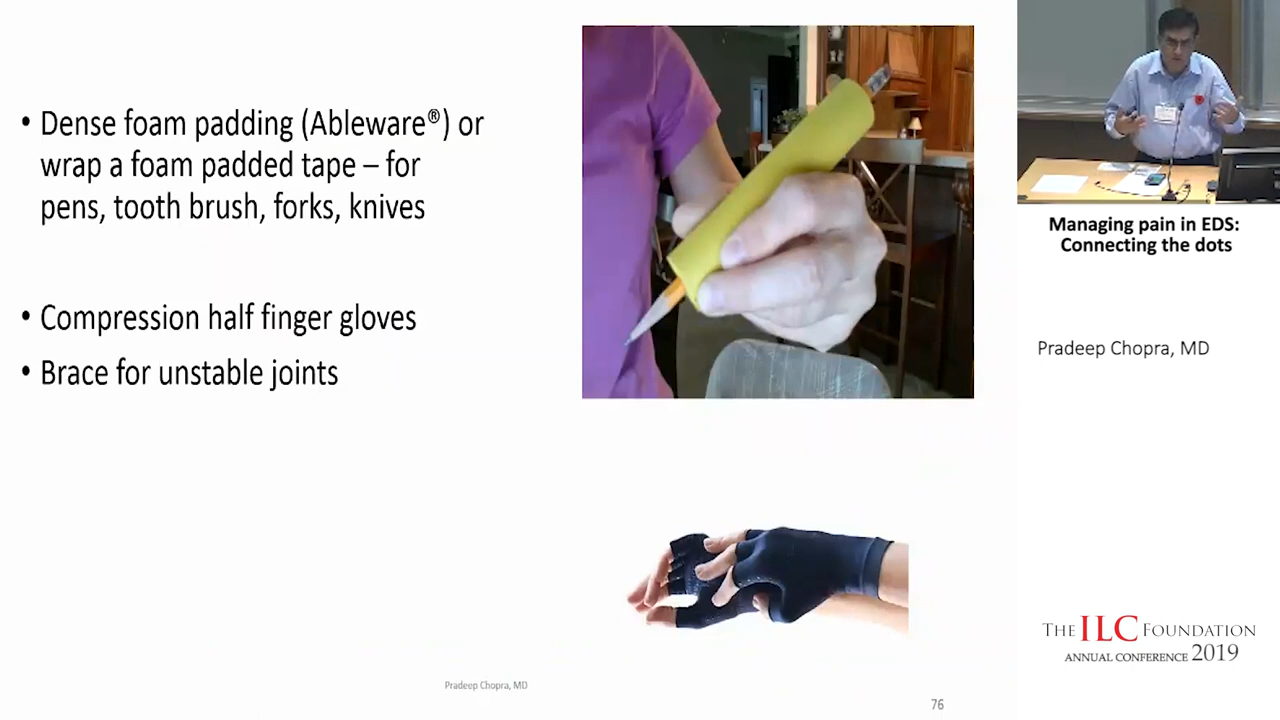 • Dense foam padding (Ableware®) or
wrap a foam padded tape – for
pens, tooth brush, forks, knives
• Compression half finger gloves
• Brace for unstable joints
Pradeep Chopra, MD
76
Managing pain in EDS:
Connecting the dots
Pradeep Chopra, MD
THE ILC FOUNDATION
ANNUAL CONFERENCE 2019